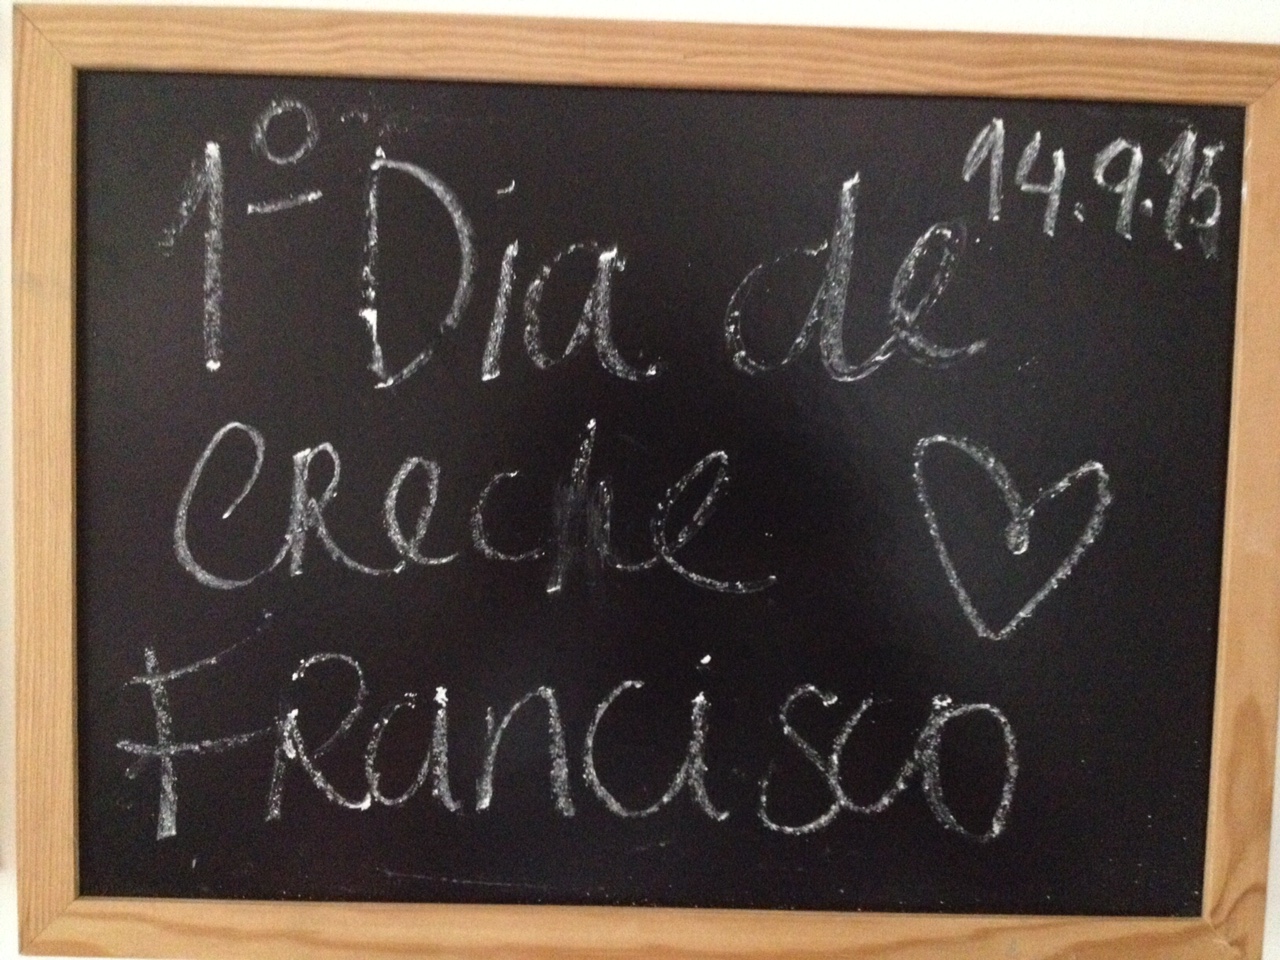 14.9.15
1º Dia de
Creche
Francisco